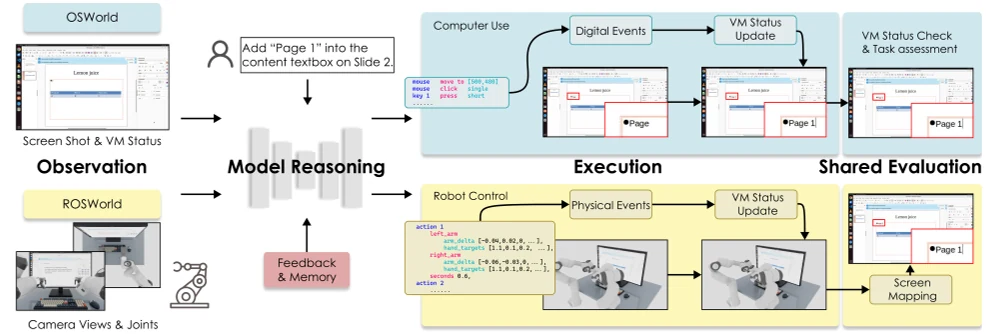 OSWorld
Screen Shot & VM Status
Observation
ROSWorld
Camera Views & Joints
Add “Page 1” into the
content textbox on Slide 2.
Model Reasoning
Feedback
& Memory
Computer Use
mouse move to [500,400]
mouse click single
key 1 press short
......
Digital Events
VM Status
Update
Lemon juice
Page
Page 1
Execution
Robot Control
action 1
left_arm
arm_delta [-0.04,0.02,0, ...],
hand_targets [1.1,0.1,0.2, ...],
right_arm
arm_delta [-0.06,-0.03,0, ...],
hand_targets [1.1,0.1,0.2, ...],
seconds 0.6,
action 2
......
Physical Events
VM Status
Update
VM Status Check
& Task assessment
Page 1
Shared Evaluation
Page 1
Screen
Mapping